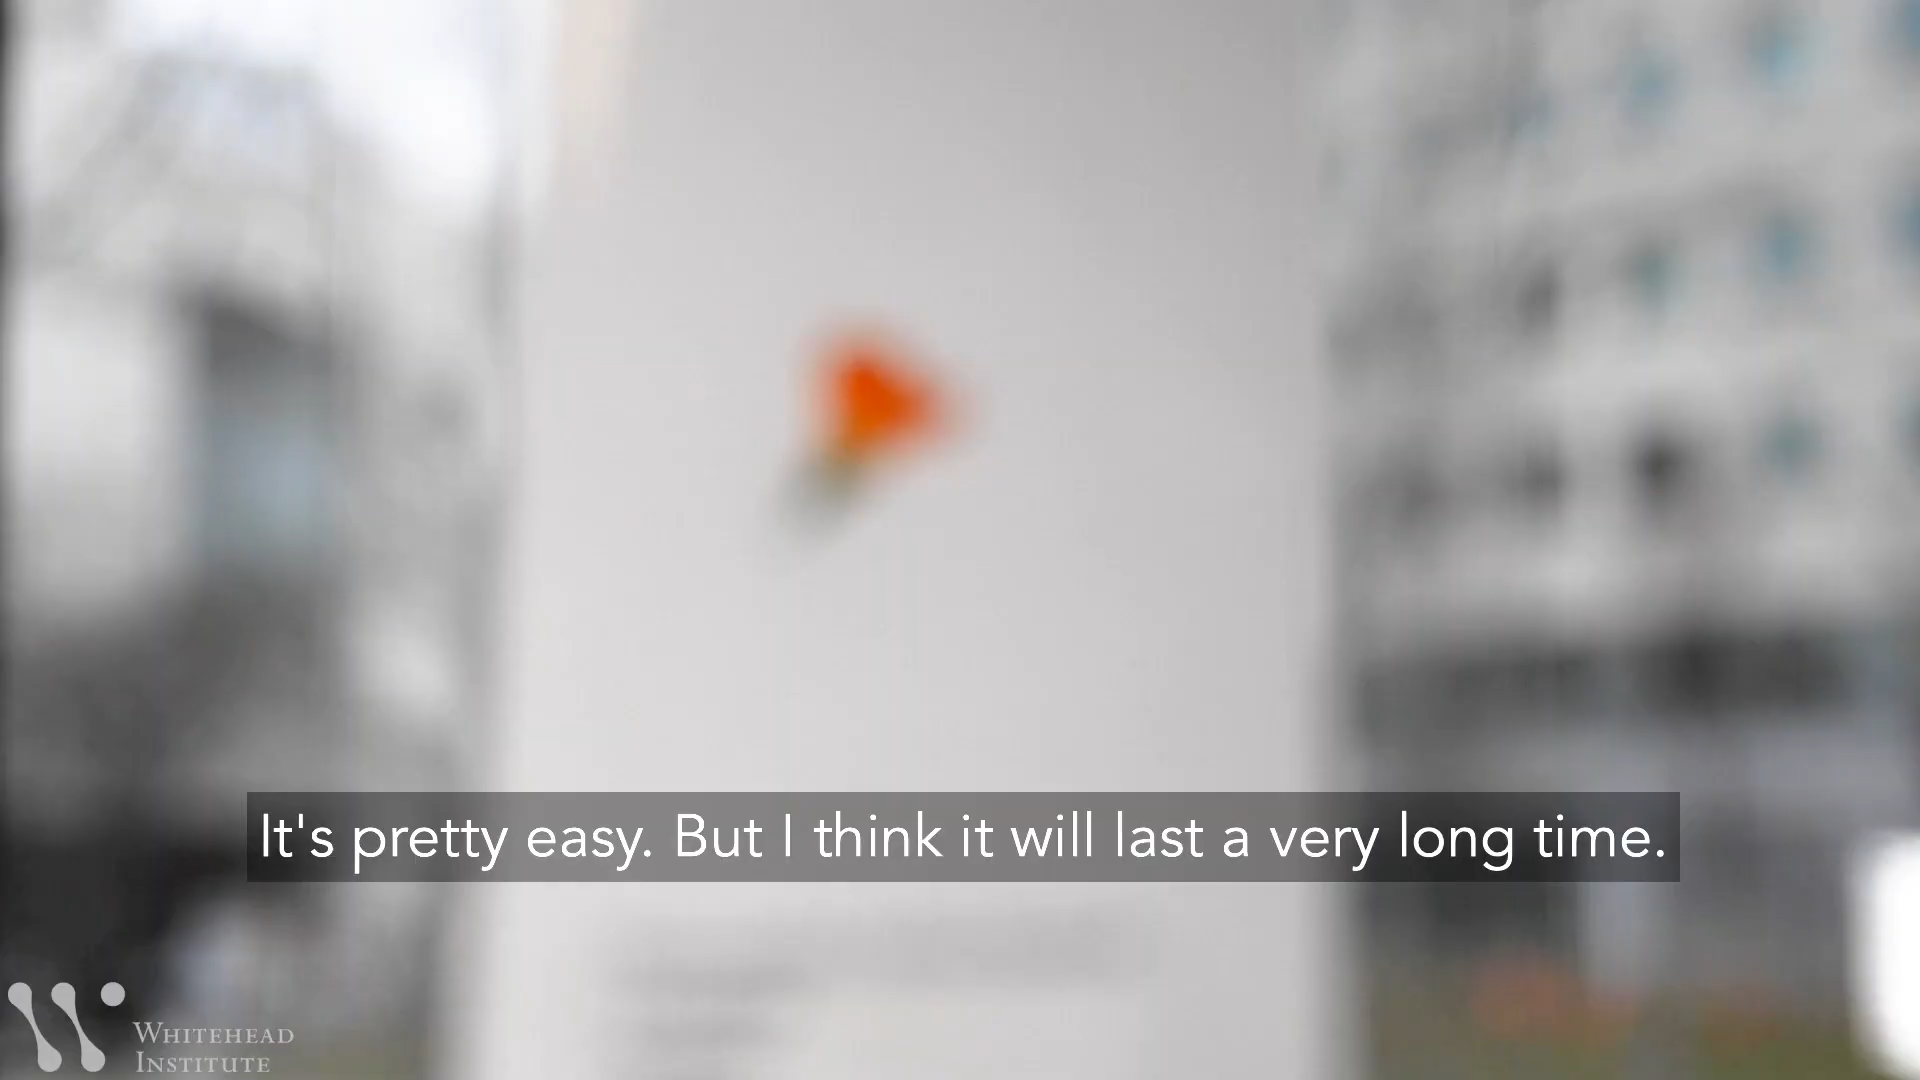 It's pretty easy. But I think it will last a very long time.
WHITEHEAD
INSTITUTE